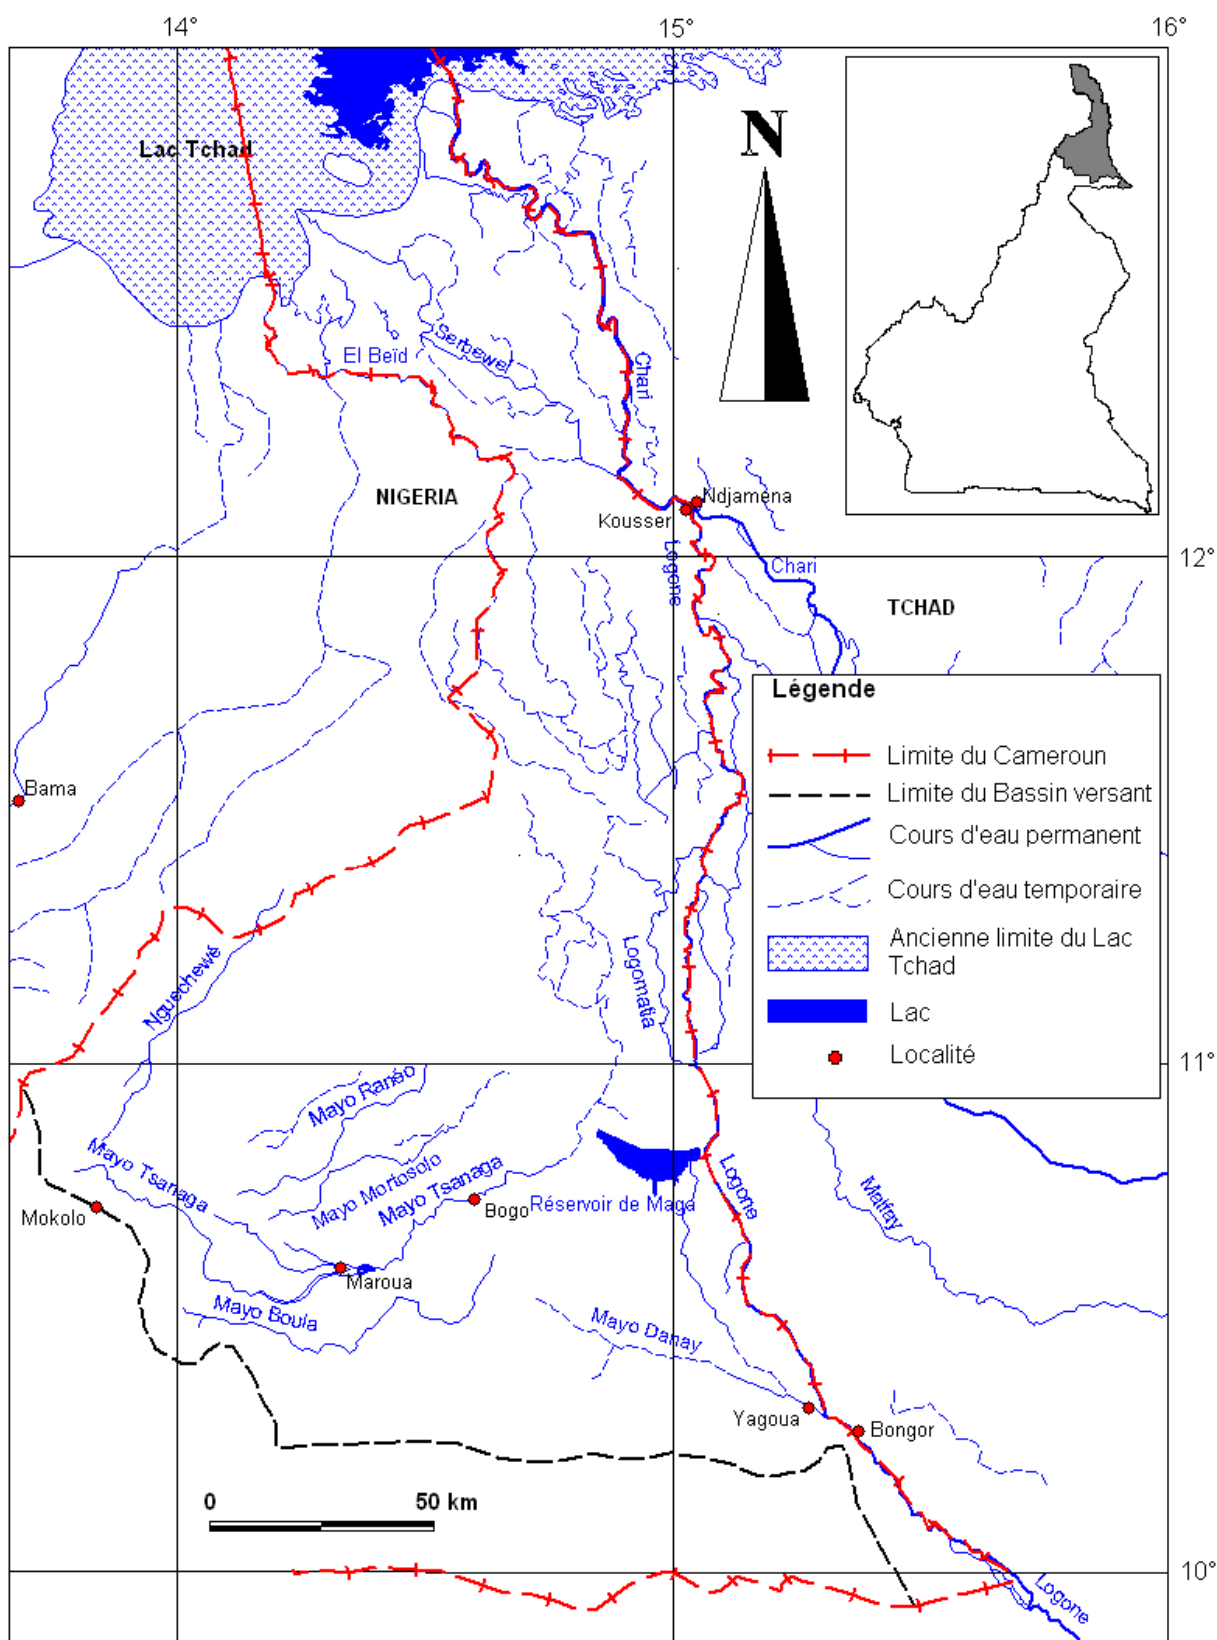 14°
15°
16°
N
Lac Tchad
El Beïd
Serbewel
Chari
NIGERIA
Ndjamena
Kousser
Logone
Chari
12°
TCHAD
Légende
Limite du Cameroun
Limite du Bassin versant
Cours d'eau permanent
Cours d'eau temporaire
Ancienne limite du Lac
Tchad
Lac
Localité
Bama
Nguechewé
Logomatia
11°
Mayo Ranéo
Mayo Tsanaga
Mayo Mortosolo
Mayo Tsanaga
Logone
Matfay
Mokolo
Bogo
Réservoir de Maga
Maroua
Mayo Boula
Mayo Danay
Yagoua
Bongor
0
50 km
10°
Logone